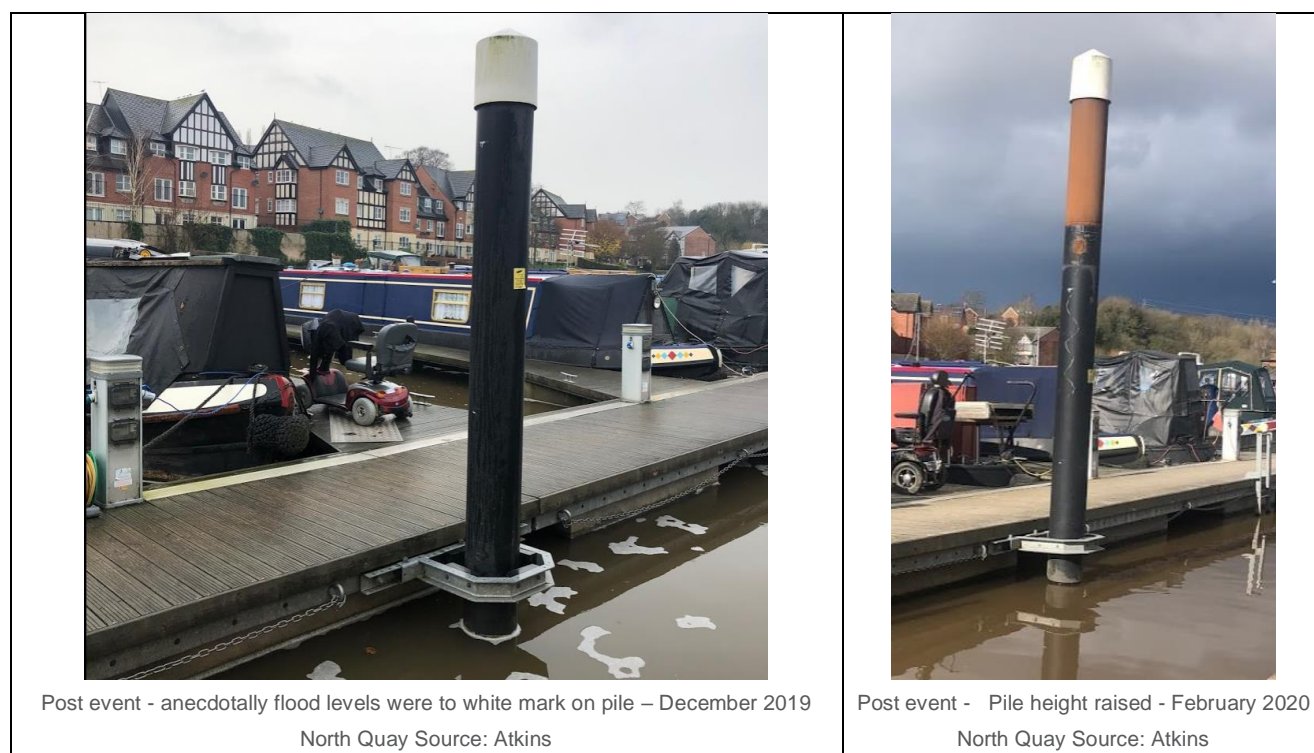 Post event - anecdotally flood levels were to white mark on pile – December 2019
North Quay Source: Atkins
Post event -   Pile height raised - February 2020
North Quay Source: Atkins